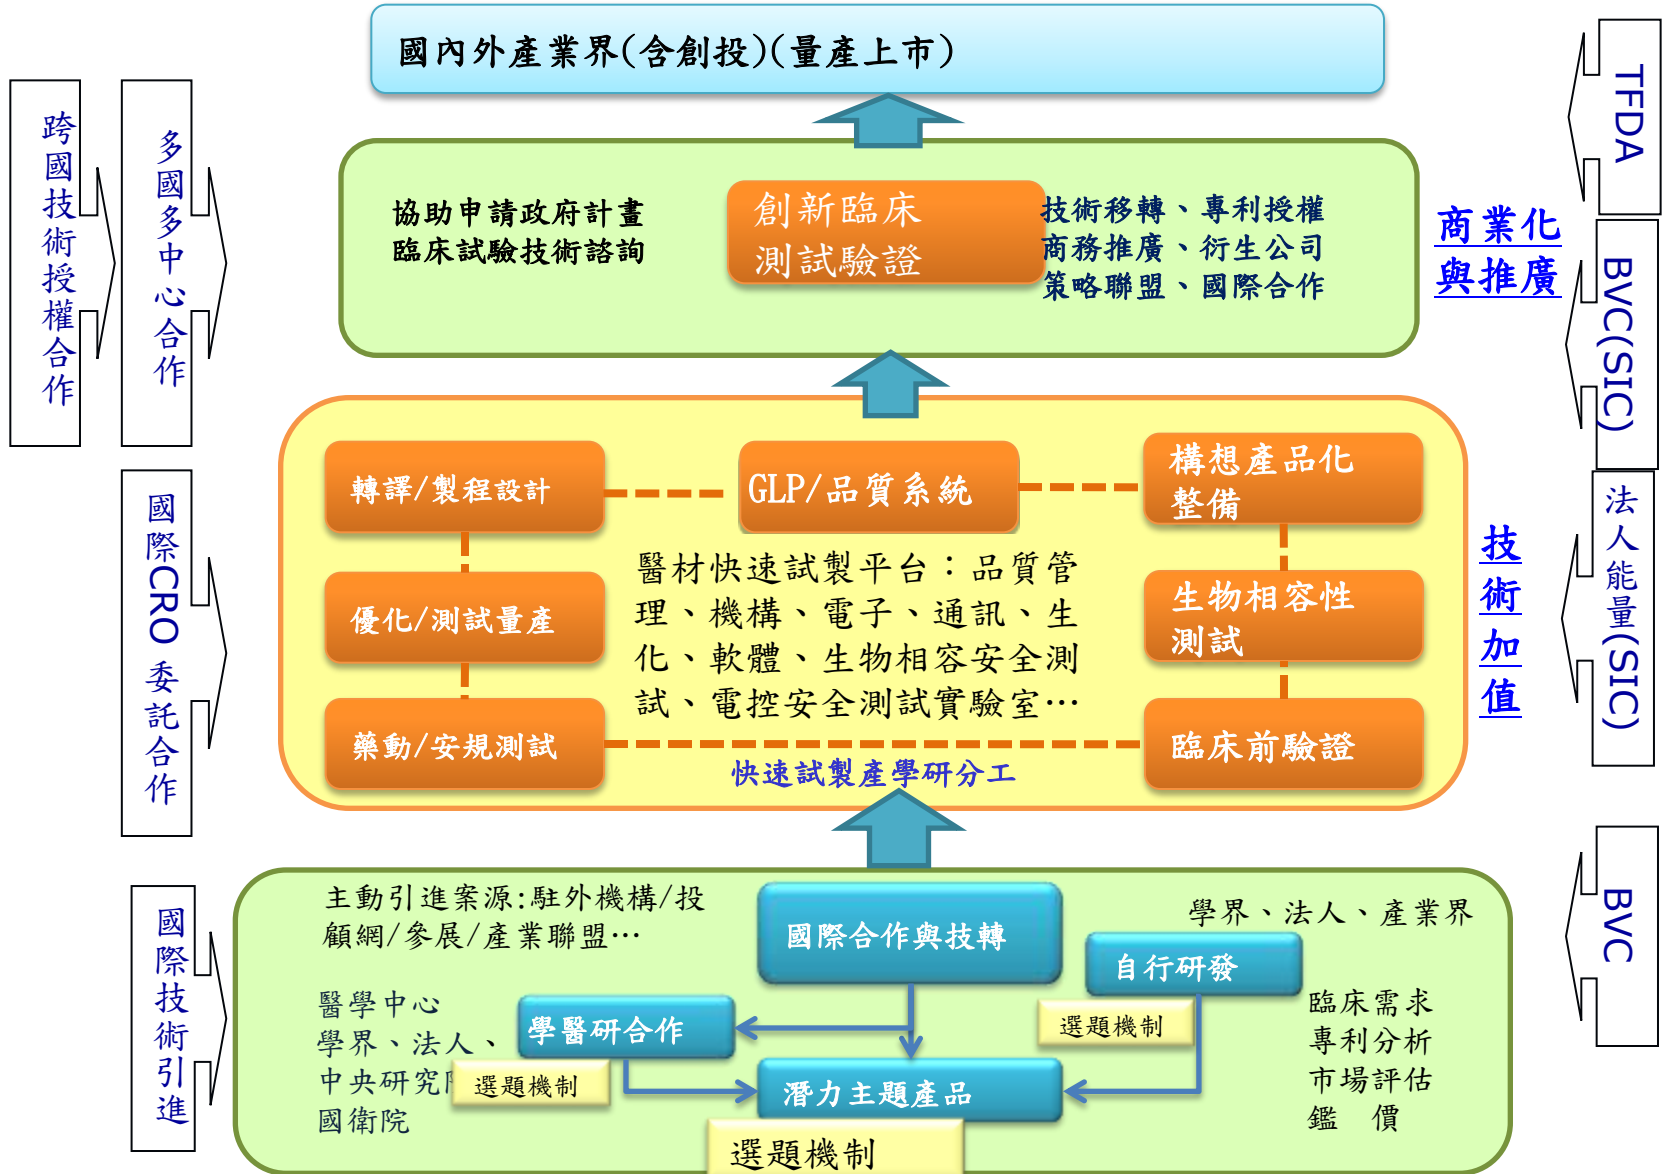 國內外產業界(含創投)(量產上市)
跨國技術授權合作
多國多中心合作
TFDA
協助申請政府計畫
臨床試驗技術諮詢
創新臨床
測試驗證
技術移轉、專利授權
商務推廣、衍生公司
策略聯盟、國際合作
商業化
與推廣
BVC(SIC)
國際CRO委託合作
轉譯/製程設計
GLP/品質系統
構想產品化
整備
優化/測試量產
醫材快速試製平台：品質管
理、機構、電子、通訊、生
化、軟體、生物相容安全測
試、電控安全測試實驗室…
生物相容性
測試
藥動/安規測試
臨床前驗證
快速試製產學研分工
技
術
加
值
法人能量(SIC)
國際技術引進
主動引進案源:駐外機構/投
顧網/參展/產業聯盟…
國際合作與技轉
學界、法人、產業界
自行研發
醫學中心
學界、法人、
中央研究院
國衛院
學醫研合作
選題機制
選題機制
潛力主題產品
選題機制
臨床需求
專利分析
市場評估
鑑　價
BVC